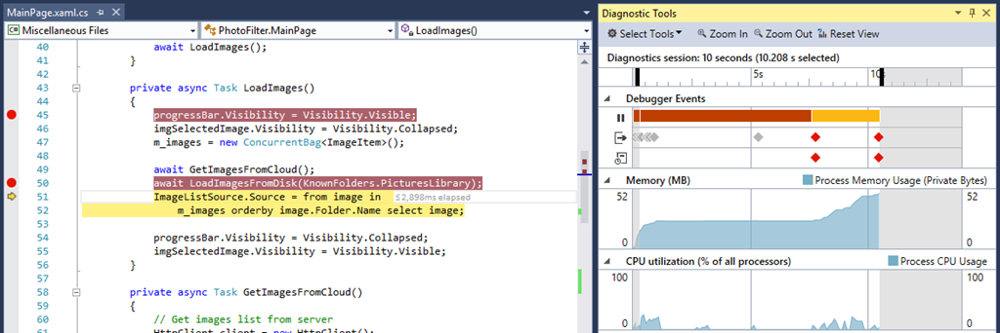 MainPage.xaml.cs
Miscellaneous Files PhotoFilter.MainPage LoadImages()
40 await LoadImages();
41 }
42
43 private async Task LoadImages()
44 {
45 progressBar.Visibility = Visibility.Visible;
46 imgSelectedImage.Visibility = Visibility.Collapsed;
47 m_images = new ConcurrentBag<ImageItem>();
48
49 await GetImagesFromCloud();
50 await LoadImagesFromDisk(KnownFolders.PicturesLibrary);
51 ImageListSource.Source = from image in ≤2,898ms elapsed
52 m_images orderby image.Folder.Name select image;
53
54 progressBar.Visibility = Visibility.Collapsed;
55 imgSelectedImage.Visibility = Visibility.Visible;
56 }
57
58 private async Task GetImagesFromCloud()
59 {
60 // Get images list from server
61 HttpClient client = new HttpClient();
Diagnostic Tools
Select Tools Zoom In Zoom Out Reset View
Diagnostics session: 10 seconds (10.208 s selected)
5s 10s
Debugger Events
Memory (MB) Process Memory Usage (Private Bytes)
52 52
0 0
CPU utilization (% of all processors) Process CPU Usage
100 100
0 0